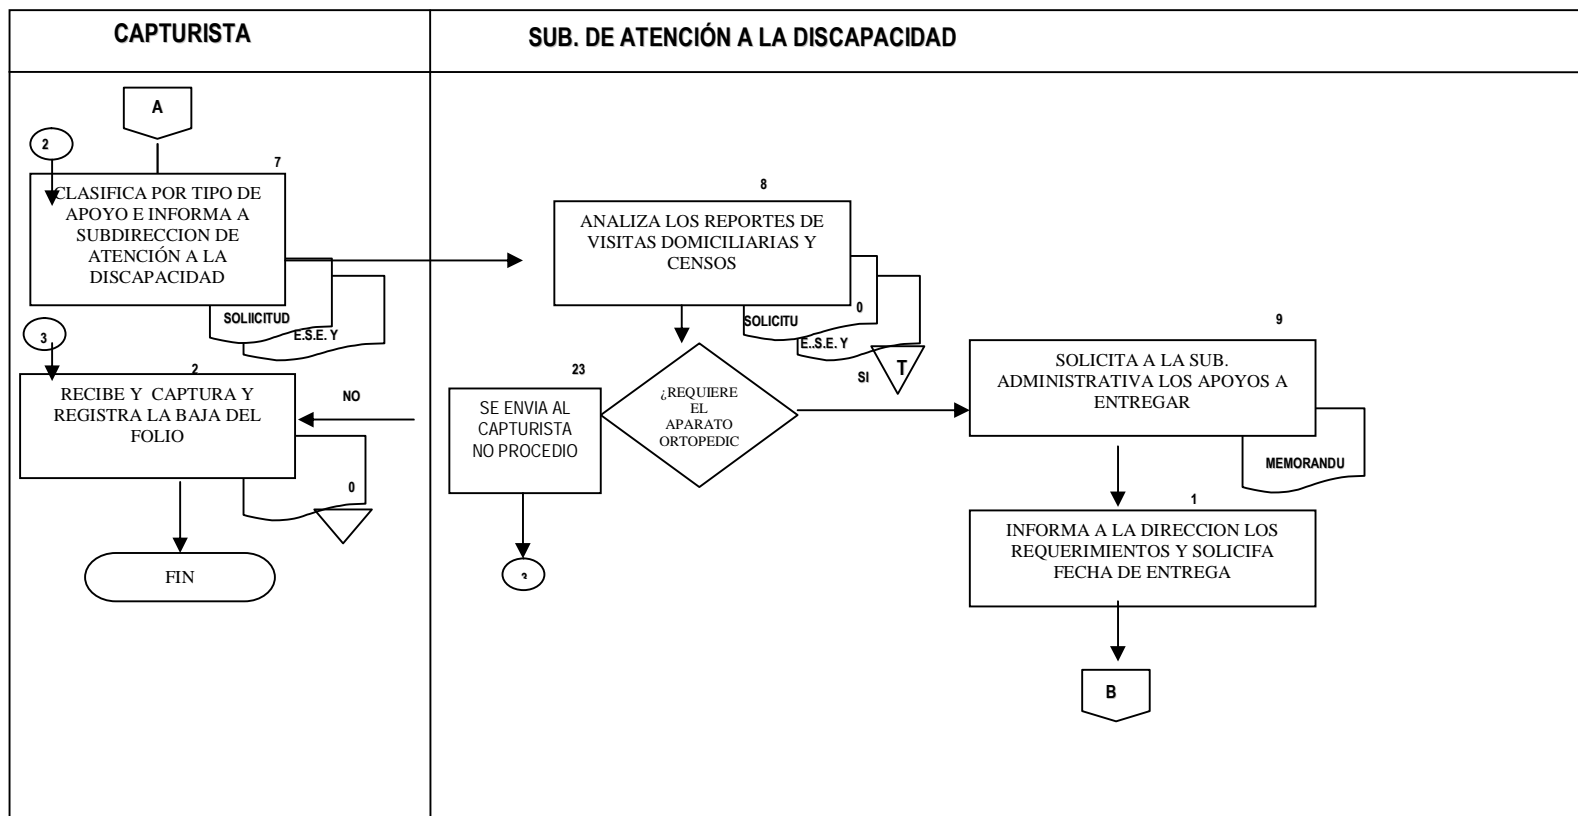 CAPTURISTA
SUB. DE ATENCIÓN A LA DISCAPACIDAD
A
2
7
CLASIFICA POR TIPO DE
APOYO E INFORMA A
SUBDIRECCION DE
ATENCIÓN A LA
DISCAPACIDAD
SOLIICITUD
E.S.E. Y
3
2
RECIBE Y CAPTURA Y
REGISTRA LA BAJA DEL
FOLIO
NO
0
FIN
8
ANALIZA LOS REPORTES DE
VISITAS DOMICILIARIAS Y
CENSOS
0
SOLICITU
E..S.E. Y
T
SI
¿REQUIERE
EL
APARATO
ORTOPEDIC
23
SE ENVIA AL
CAPTURISTA
NO PROCEDIO
9
SOLICITA A LA SUB.
ADMINISTRATIVA LOS APOYOS A
ENTREGAR
MEMORANDU
1
INFORMA A LA DIRECCION LOS
REQUERIMIENTOS Y SOLICIFA
FECHA DE ENTREGA
B